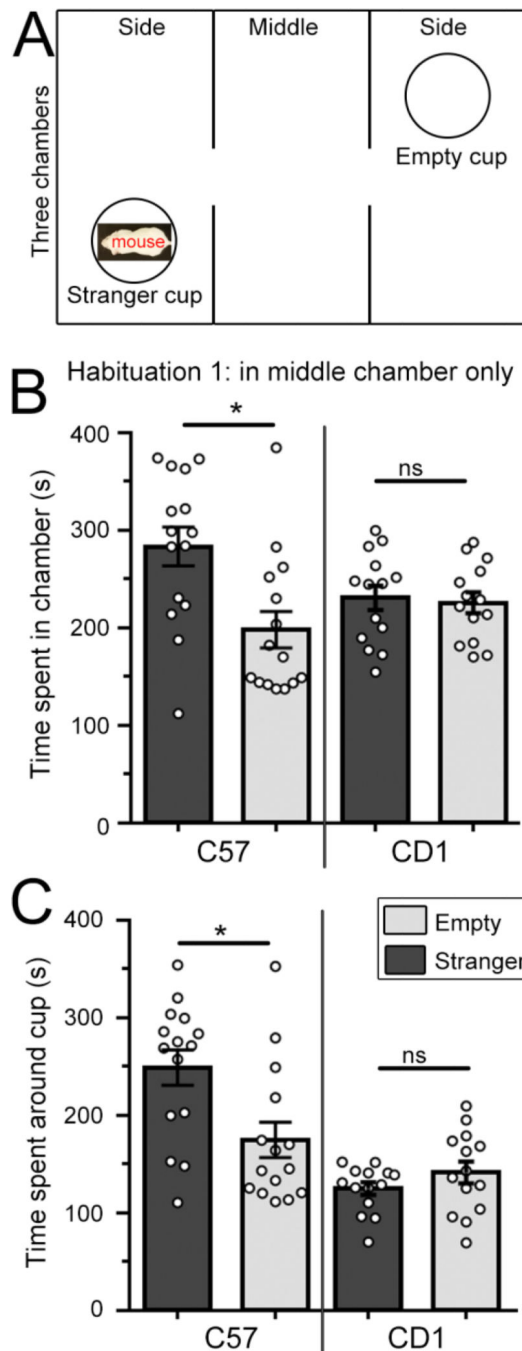 A
Side Middle Side
Three chambers
Empty cup
mouse
Stranger cup
Habituation 1: in middle chamber only
B
Time spent in chamber (s)
400
300
200
100
0
*
ns
C57 CD1
C
Time spent around cup (s)
400
300
200
100
0
*
Empty
Stranger
ns
C57 CD1